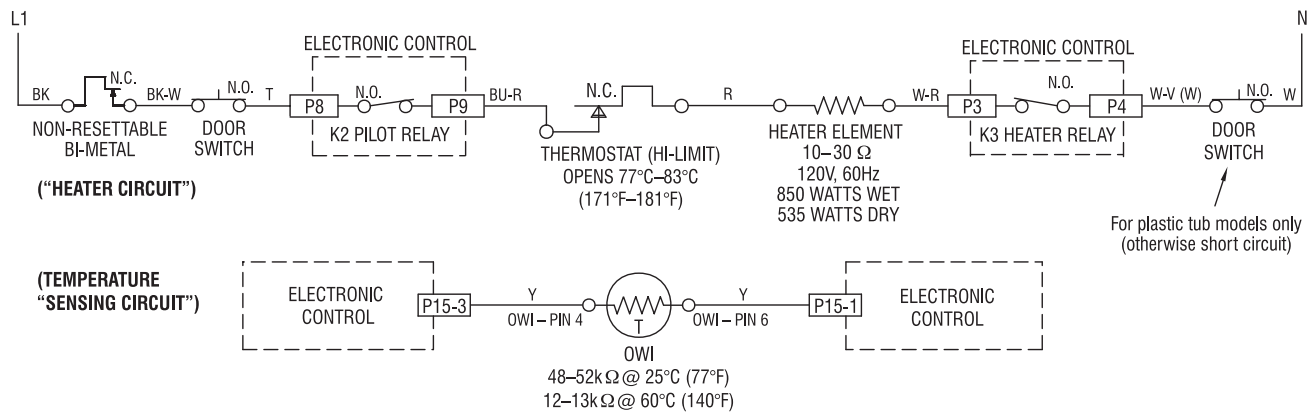 L1
N
ELECTRONIC CONTROL
ELECTRONIC CONTROL
BK
N.C.
BK-W
N.O.
T
P8
N.O.
P9
BU-R
N.C.
R
W-R
P3
N.O.
P4
W-V (W)
N.O.
W
NON-RESETTABLE
BI-METAL
DOOR
SWITCH
K2 PILOT RELAY
THERMOSTAT (HI-LIMIT)
OPENS 77°C–83°C
(171°F–181°F)
HEATER ELEMENT
10–30 Ω
120V, 60Hz
850 WATTS WET
535 WATTS DRY
K3 HEATER RELAY
DOOR
SWITCH
("HEATER CIRCUIT")
For plastic tub models only
(otherwise short circuit)
(TEMPERATURE
"SENSING CIRCUIT")
ELECTRONIC
CONTROL
P15-3
Y
OWI – PIN 4
T
Y
OWI – PIN 6
P15-1
ELECTRONIC
CONTROL
OWI
48–52k Ω @ 25°C (77°F)
12–13k Ω @ 60°C (140°F)